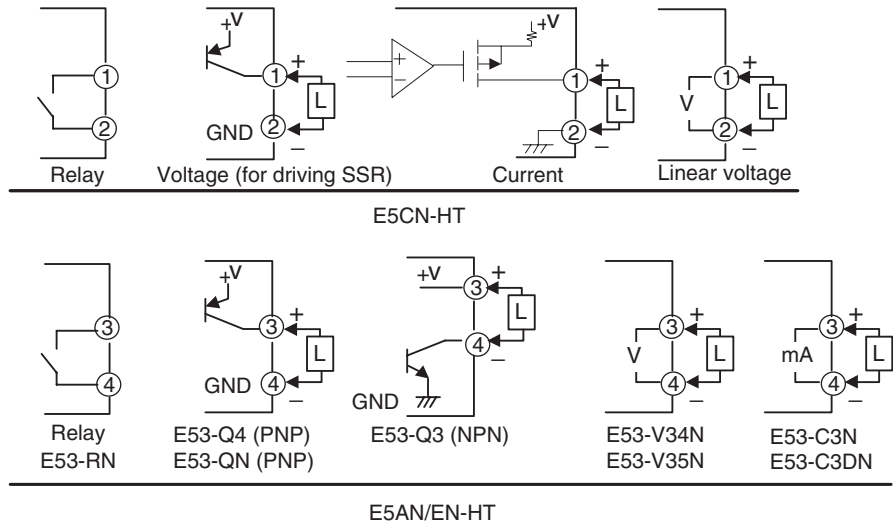 +V
1
+
L
GND
2
−
+
−
+V
1
+
L
2
−
1
+
V
L
2
−
Relay
Voltage (for driving SSR)
Current
Linear voltage
E5CN-HT
+V
3
+
L
GND
4
−
+V
3
+
L
4
−
GND
3
+
V
L
4
−
3
+
mA
L
4
−
1
2
3
4
Relay
E53-RN
E53-Q4 (PNP)
E53-QN (PNP)
E53-Q3 (NPN)
E53-V34N
E53-V35N
E53-C3N
E53-C3DN
E5AN/EN-HT